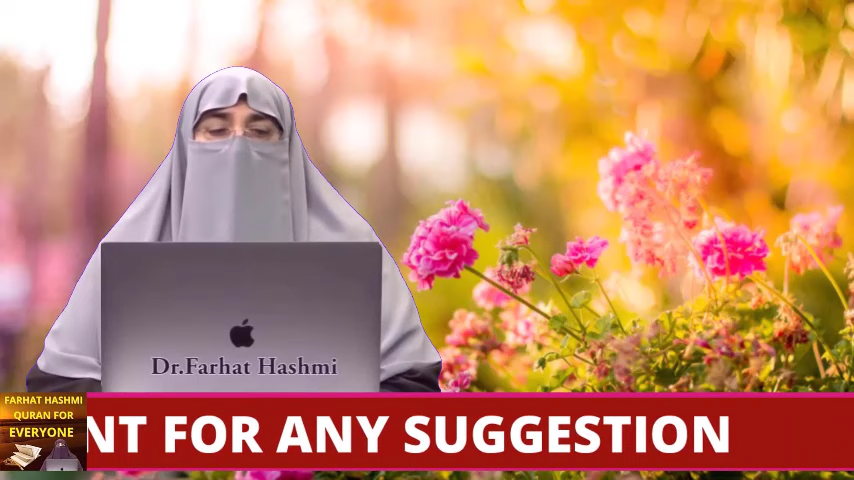 Dr.Farhat Hashmi
FARHAT HASHMI
QURAN FOR
EVERYONE
NT FOR ANY SUGGESTION